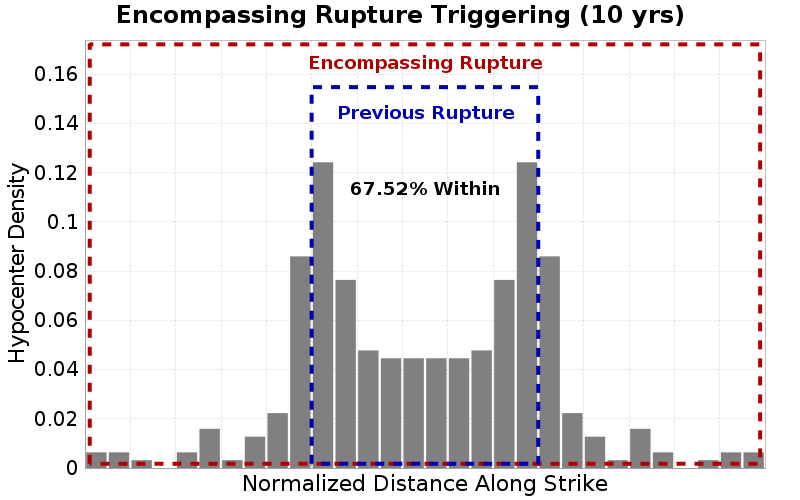 Encompassing Rupture Triggering (10 yrs)
Encompassing Rupture
Previous Rupture
67.52% Within
Hypocenter Density
0.16
0.14
0.12
0.1
0.08
0.06
0.04
0.02
0
Normalized Distance Along Strike